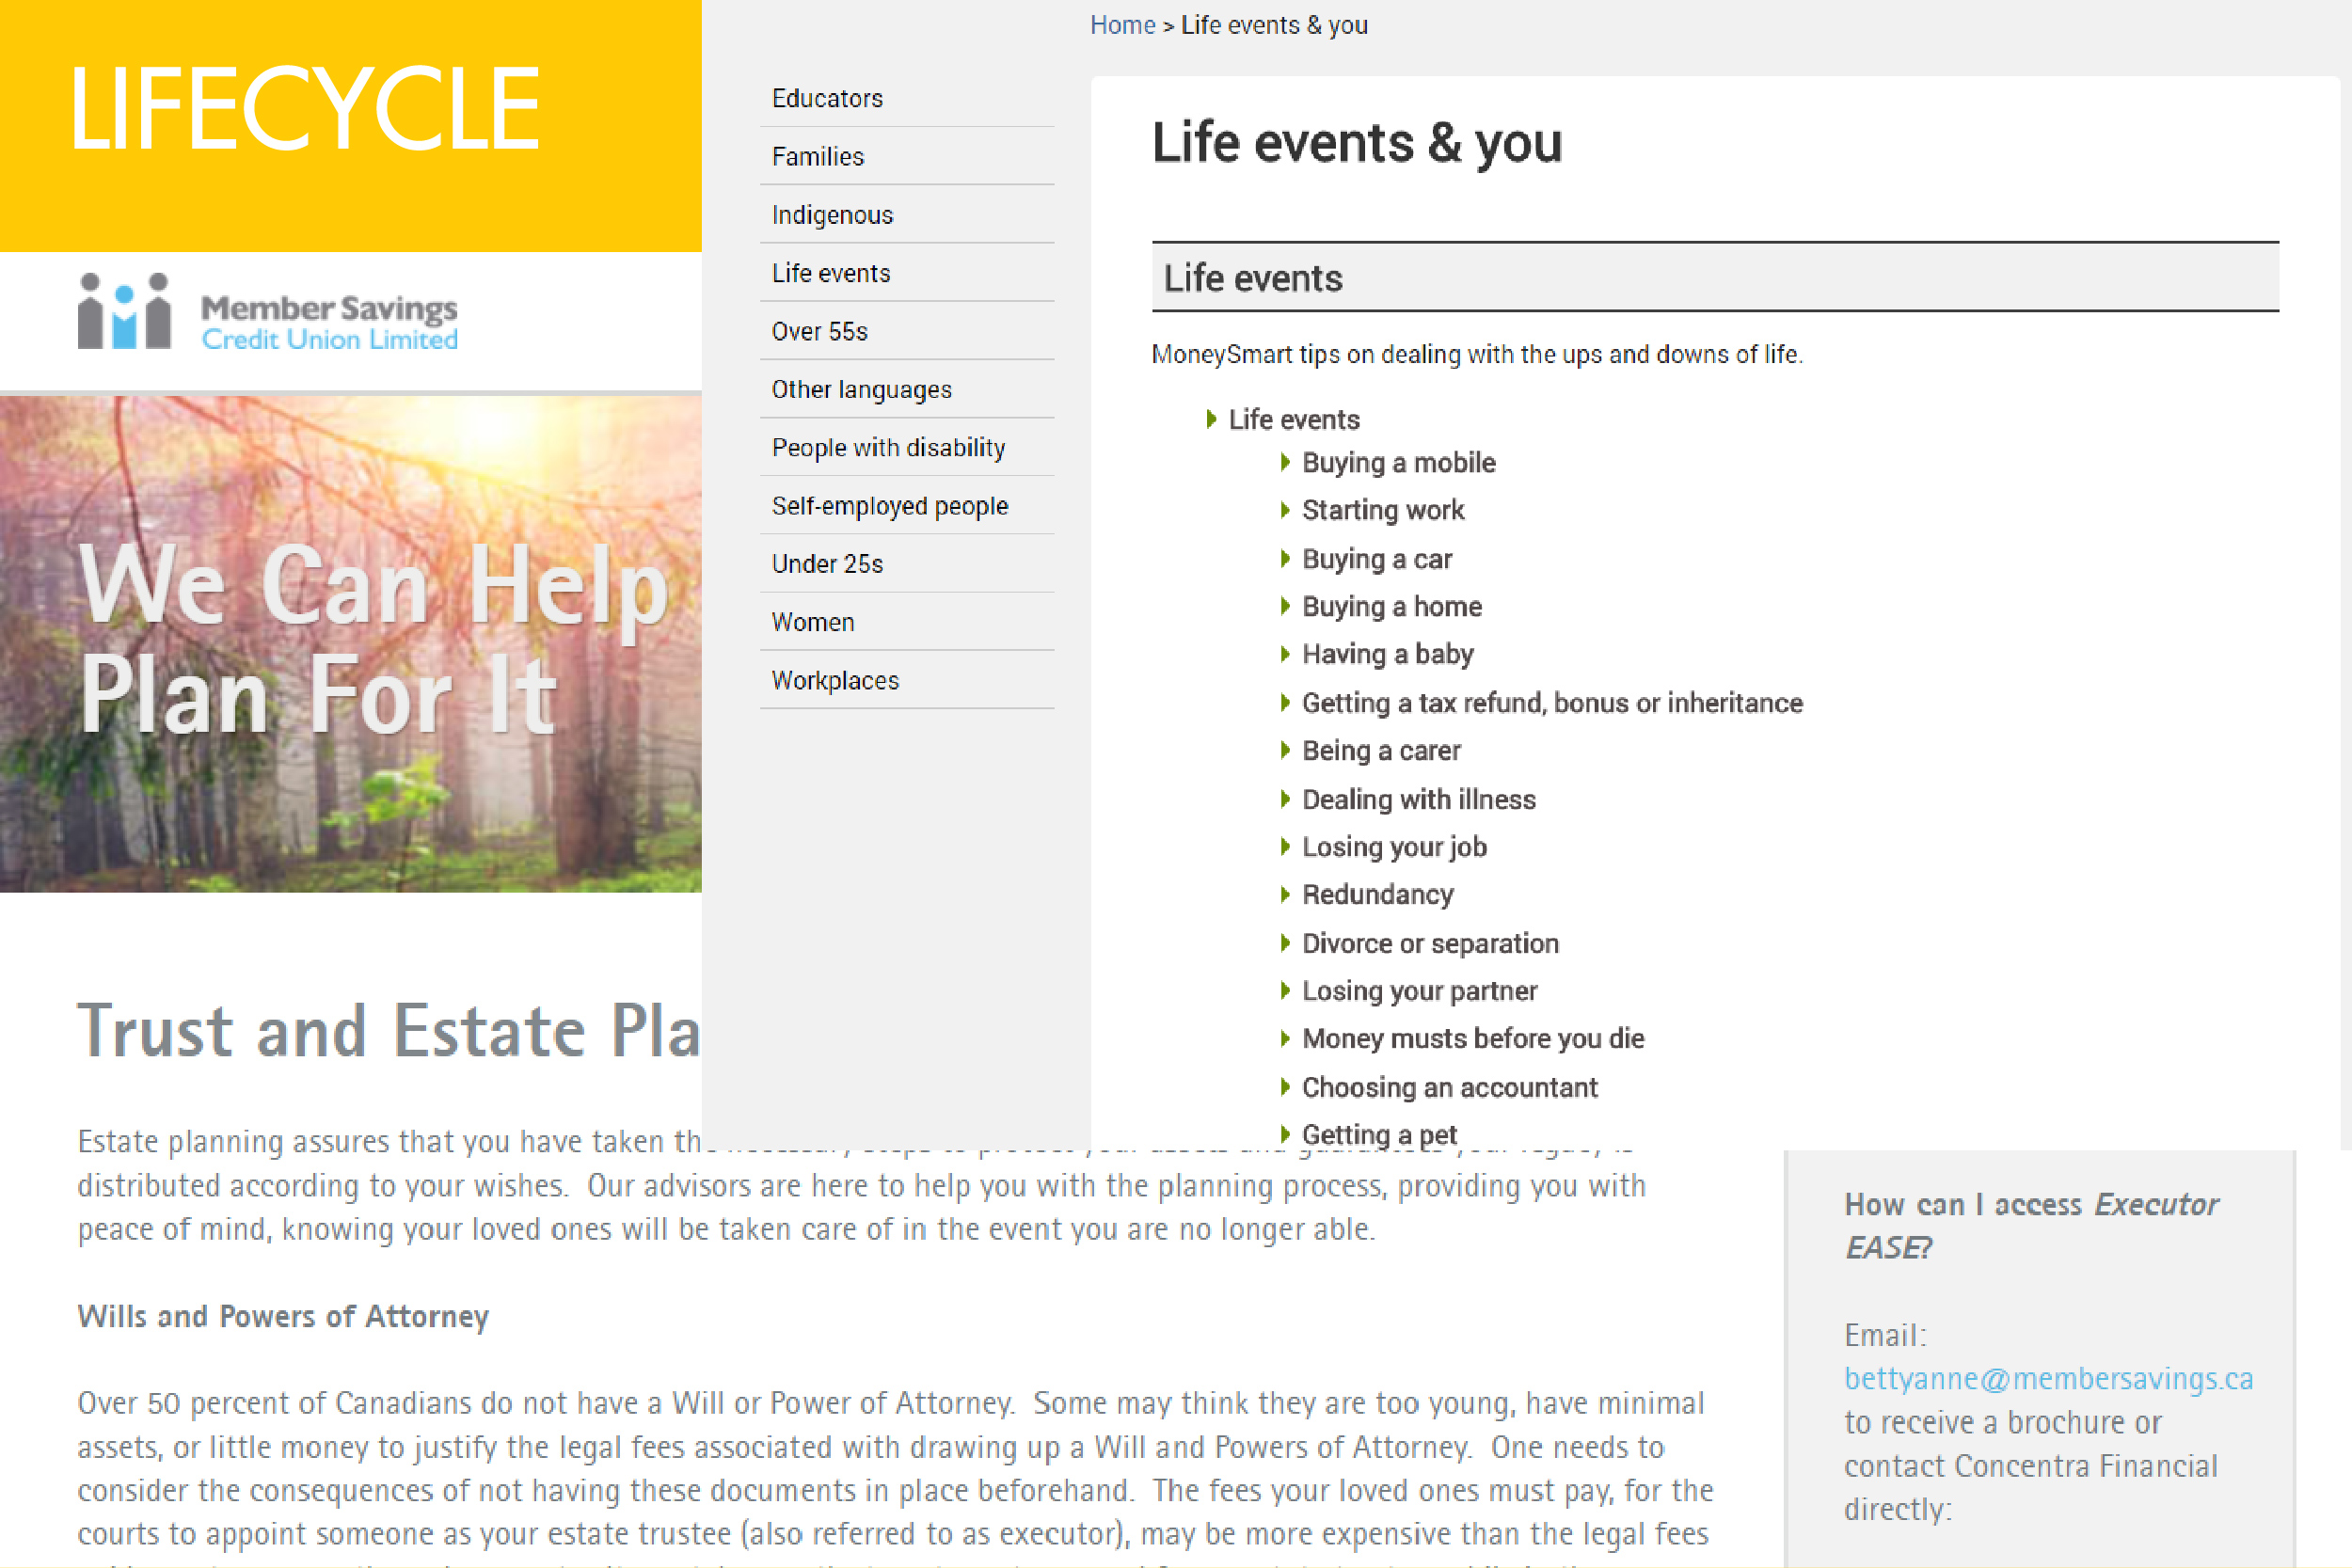 LIFECYCLE
Member Savings
Credit Union Limited
We Can Help
Plan For It
Home > Life events & you
Educators
Families
Indigenous
Life events
Over 55s
Other languages
People with disability
Self-employed people
Under 25s
Women
Workplaces
Life events & you
Life events
MoneySmart tips on dealing with the ups and downs of life.
Life events
Buying a mobile
Starting work
Buying a car
Buying a home
Having a baby
Getting a tax refund, bonus or inheritance
Being a carer
Dealing with illness
Losing your job
Redundancy
Divorce or separation
Losing your partner
Money musts before you die
Choosing an accountant
Getting a pet
Trust and Estate Pla
Estate planning assures that you have taken
distributed according to your wishes. Our advisors are here to help you with the planning process, providing you with
peace of mind, knowing your loved ones will be taken care of in the event you are no longer able.
Wills and Powers of Attorney
Over 50 percent of Canadians do not have a Will or Power of Attorney. Some may think they are too young, have minimal
assets, or little money to justify the legal fees associated with drawing up a Will and Powers of Attorney. One needs to
consider the consequences of not having these documents in place beforehand. The fees your loved ones must pay, for the
courts to appoint someone as your estate trustee (also referred to as executor), may be more expensive than the legal fees
How can I access Executor
EASE?
Email:
bettyanne@membersavings.ca
to receive a brochure or
contact Concentra Financial
directly: